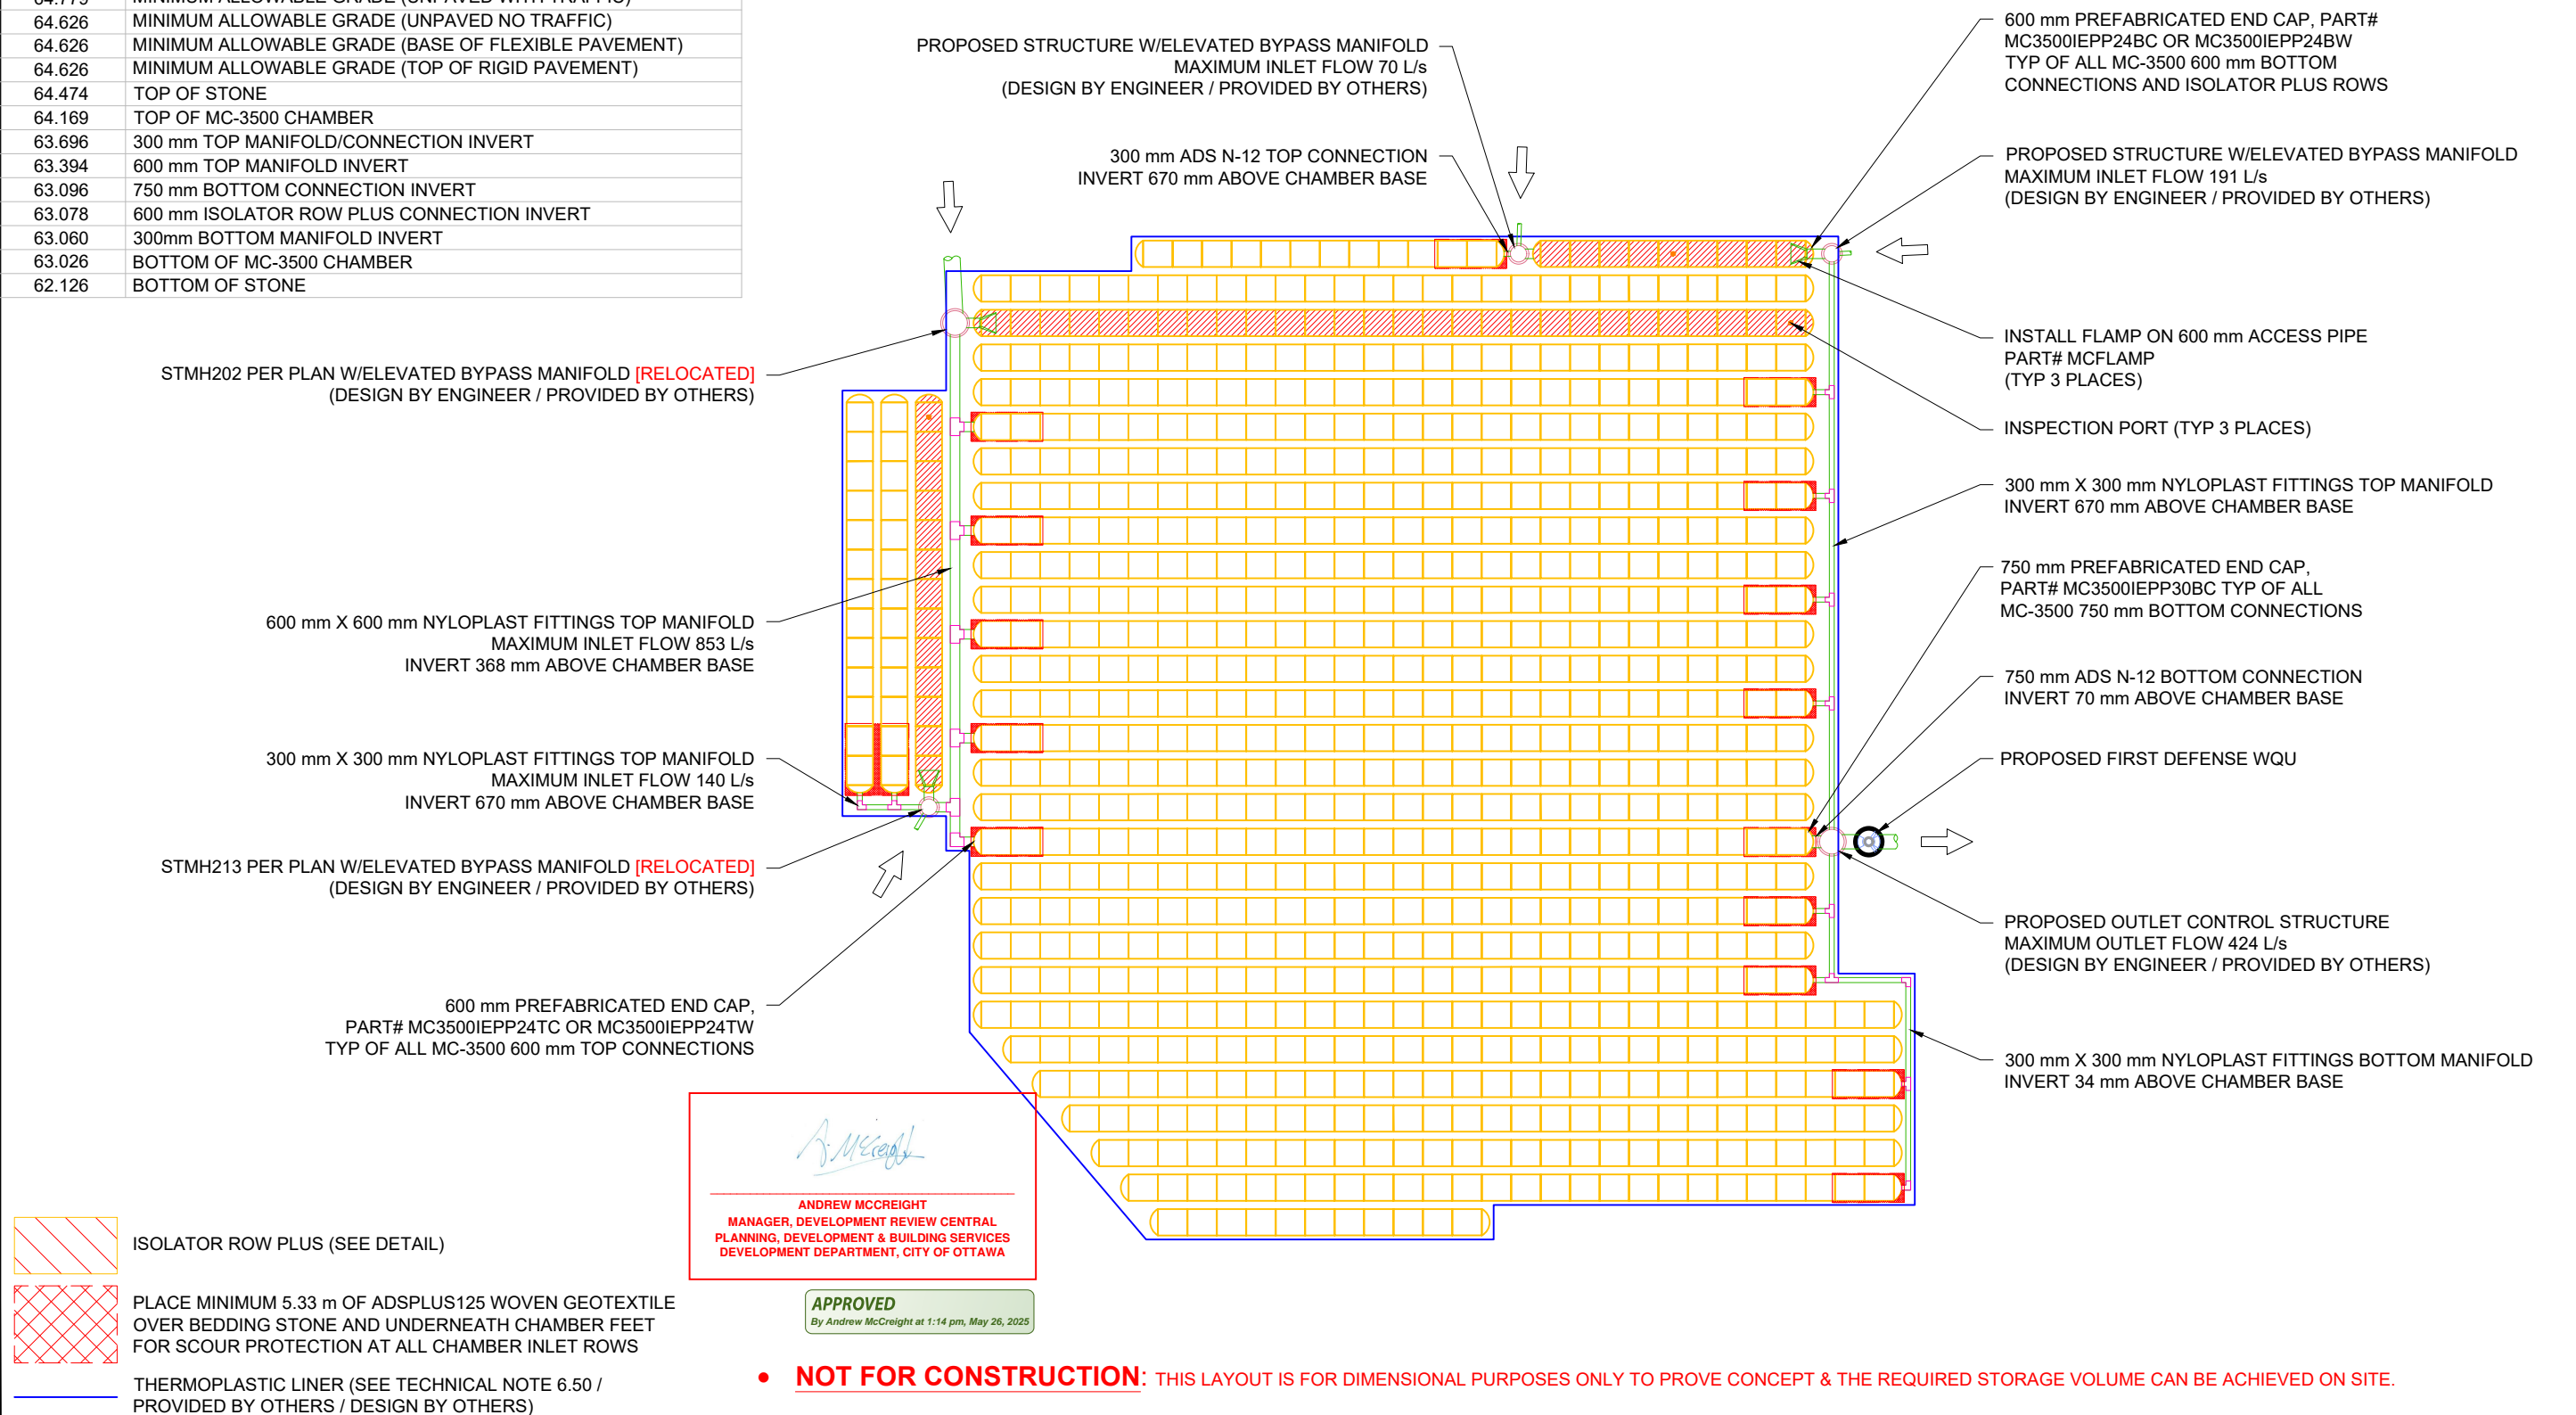 64.779 MINIMUM ALLOWABLE GRADE (UNPAVED WITH TRAFFIC)
64.626 MINIMUM ALLOWABLE GRADE (UNPAVED NO TRAFFIC)
64.626 MINIMUM ALLOWABLE GRADE (BASE OF FLEXIBLE PAVEMENT)
64.626 MINIMUM ALLOWABLE GRADE (TOP OF RIGID PAVEMENT)
64.474 TOP OF STONE
64.169 TOP OF MC-3500 CHAMBER
63.696 300 mm TOP MANIFOLD/CONNECTION INVERT
63.394 600 mm TOP MANIFOLD INVERT
63.096 750 mm BOTTOM CONNECTION INVERT
63.078 600 mm ISOLATOR ROW PLUS CONNECTION INVERT
63.060 300mm BOTTOM MANIFOLD INVERT
63.026 BOTTOM OF MC-3500 CHAMBER
62.126 BOTTOM OF STONE
PROPOSED STRUCTURE W/ELEVATED BYPASS MANIFOLD
MAXIMUM INLET FLOW 70 L/s
(DESIGN BY ENGINEER / PROVIDED BY OTHERS)
300 mm ADS N-12 TOP CONNECTION
INVERT 670 mm ABOVE CHAMBER BASE
600 mm PREFABRICATED END CAP, PART#
MC3500IEPP24BC OR MC3500IEPP24BW
TYP OF ALL MC-3500 600 mm BOTTOM
CONNECTIONS AND ISOLATOR PLUS ROWS
PROPOSED STRUCTURE W/ELEVATED BYPASS MANIFOLD
MAXIMUM INLET FLOW 191 L/s
(DESIGN BY ENGINEER / PROVIDED BY OTHERS)
INSTALL FLAMP ON 600 mm ACCESS PIPE
PART# MCFLAMP
(TYP 3 PLACES)
INSPECTION PORT (TYP 3 PLACES)
300 mm X 300 mm NYLOPLAST FITTINGS TOP MANIFOLD
INVERT 670 mm ABOVE CHAMBER BASE
750 mm PREFABRICATED END CAP,
PART# MC3500IEPP30BC TYP OF ALL
MC-3500 750 mm BOTTOM CONNECTIONS
750 mm ADS N-12 BOTTOM CONNECTION
INVERT 70 mm ABOVE CHAMBER BASE
PROPOSED FIRST DEFENSE WQU
PROPOSED OUTLET CONTROL STRUCTURE
MAXIMUM OUTLET FLOW 424 L/s
(DESIGN BY ENGINEER / PROVIDED BY OTHERS)
300 mm X 300 mm NYLOPLAST FITTINGS BOTTOM MANIFOLD
INVERT 34 mm ABOVE CHAMBER BASE
STMH202 PER PLAN W/ELEVATED BYPASS MANIFOLD [RELOCATED]
(DESIGN BY ENGINEER / PROVIDED BY OTHERS)
600 mm X 600 mm NYLOPLAST FITTINGS TOP MANIFOLD
MAXIMUM INLET FLOW 853 L/s
INVERT 368 mm ABOVE CHAMBER BASE
300 mm X 300 mm NYLOPLAST FITTINGS TOP MANIFOLD
MAXIMUM INLET FLOW 140 L/s
INVERT 670 mm ABOVE CHAMBER BASE
STMH213 PER PLAN W/ELEVATED BYPASS MANIFOLD [RELOCATED]
(DESIGN BY ENGINEER / PROVIDED BY OTHERS)
600 mm PREFABRICATED END CAP,
PART# MC3500IEPP24TC OR MC3500IEPP24TW
TYP OF ALL MC-3500 600 mm TOP CONNECTIONS
A. McCreight
ANDREW MCCREIGHT
MANAGER, DEVELOPMENT REVIEW CENTRAL
PLANNING, DEVELOPMENT & BUILDING SERVICES
DEVELOPMENT DEPARTMENT, CITY OF OTTAWA
APPROVED
By Andrew McCreight at 1:14 pm, May 26, 2025
ISOLATOR ROW PLUS (SEE DETAIL)
PLACE MINIMUM 5.33 m OF ADSPLUS125 WOVEN GEOTEXTILE
OVER BEDDING STONE AND UNDERNEATH CHAMBER FEET
FOR SCOUR PROTECTION AT ALL CHAMBER INLET ROWS
THERMOPLASTIC LINER (SEE TECHNICAL NOTE 6.50 /
PROVIDED BY OTHERS / DESIGN BY OTHERS)
• NOT FOR CONSTRUCTION: THIS LAYOUT IS FOR DIMENSIONAL PURPOSES ONLY TO PROVE CONCEPT & THE REQUIRED STORAGE VOLUME CAN BE ACHIEVED ON SITE.